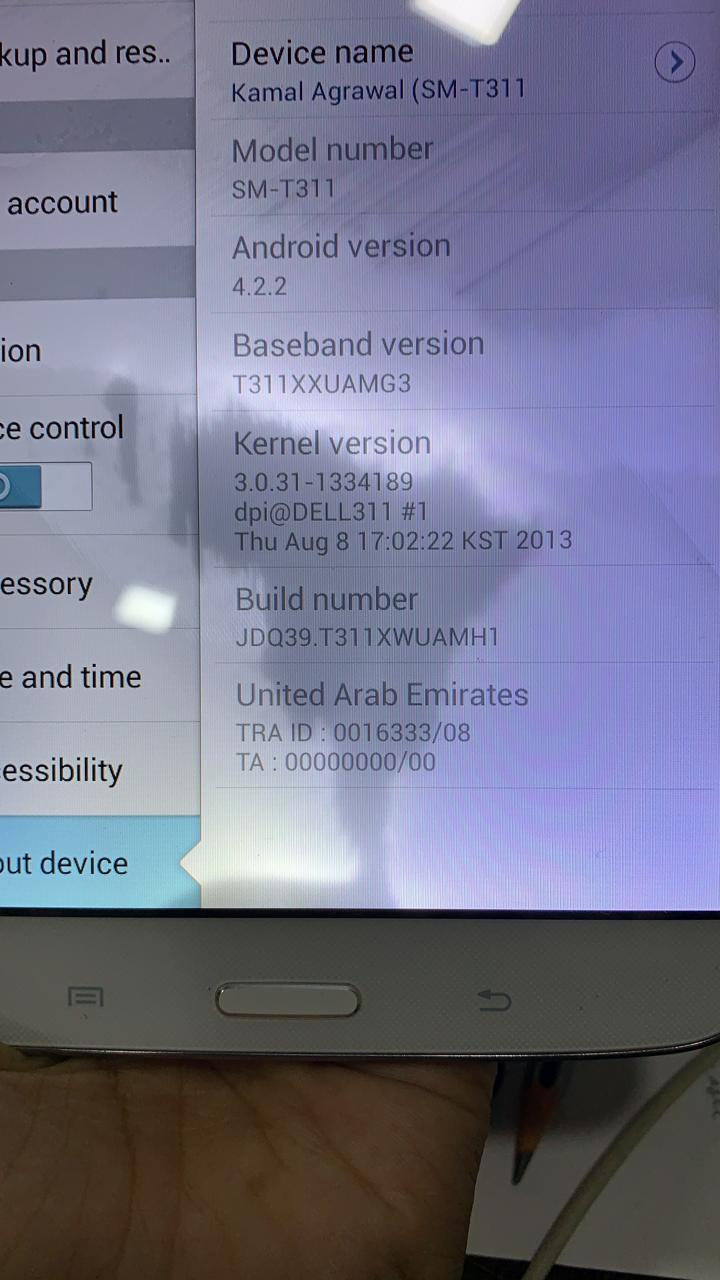 kup and res..
account
ion
ce control
essory
e and time
essibility
out device
Device name
Kamal Agrawal (SM-T311
Model number
SM-T311
Android version
4.2.2
Baseband version
T311XXUAMG3
Kernel version
3.0.31-1334189
dpi@DELL311 #1
Thu Aug 8 17:02:22 KST 2013
Build number
JDQ39.T311XWUAMH1
United Arab Emirates
TRA ID : 0016333/08
TA : 00000000/00